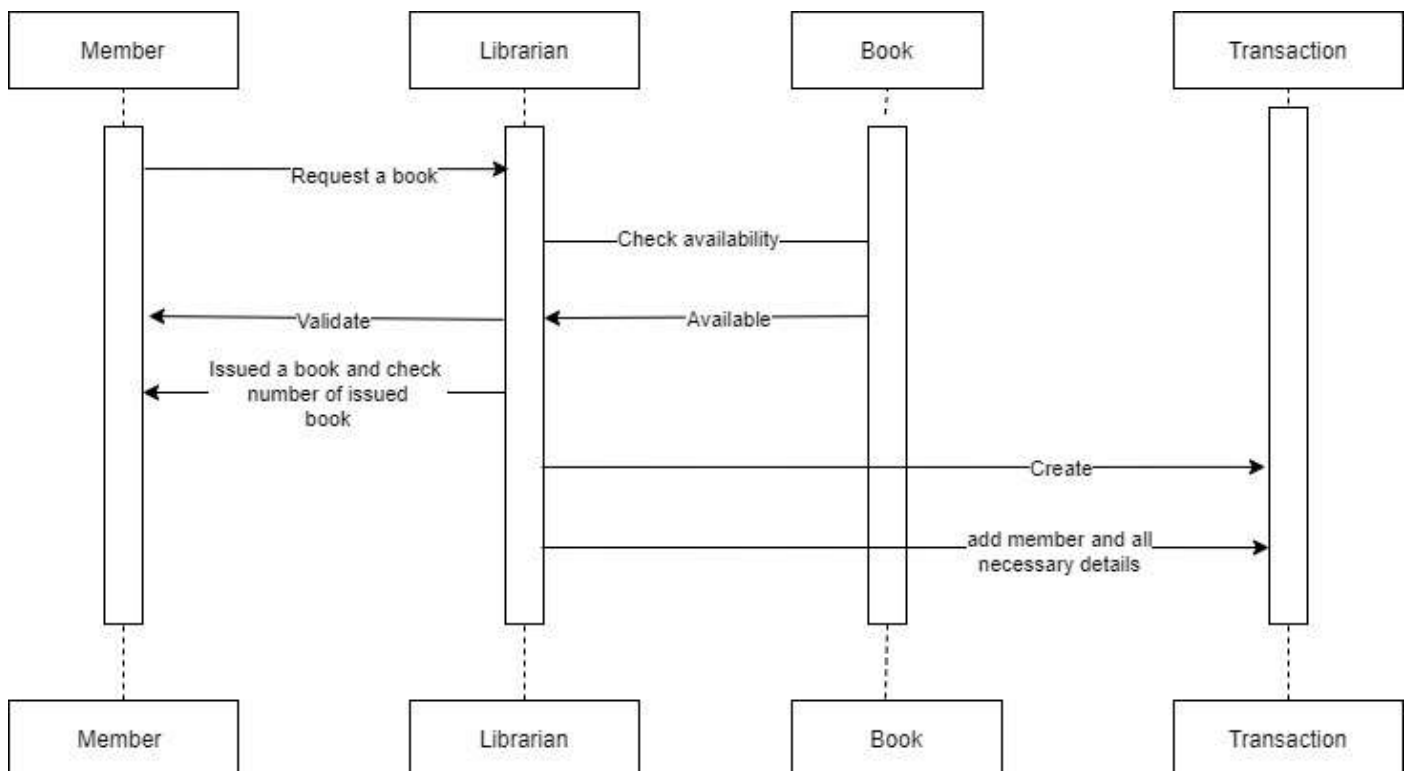 Member
Librarian
Book
Transaction
Request a book
Check availability
Validate
Available
Issued a book and check
number of issued
book
Create
add member and all
necessary details
Member
Librarian
Book
Transaction